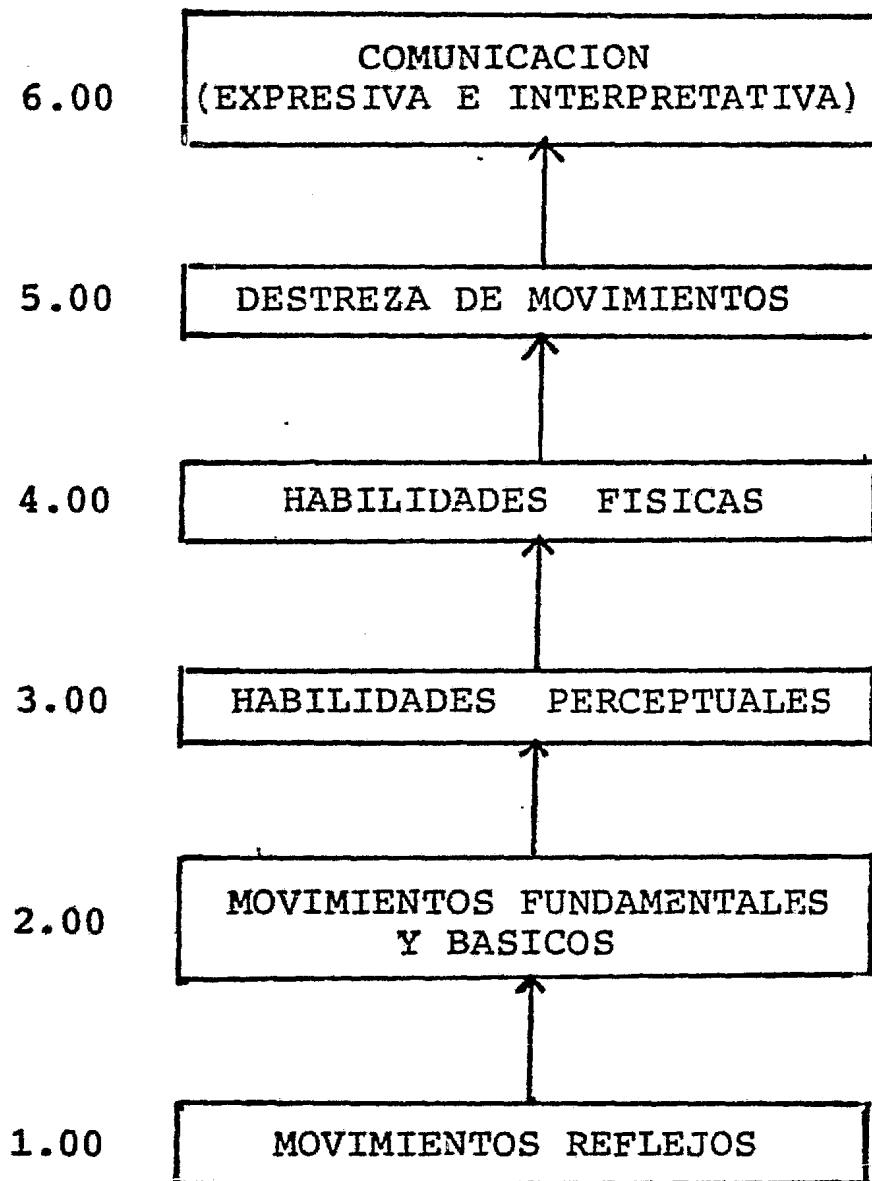 COMUNICACION
6.00 (EXPRESIVA E INTERPRETATIVA)
5.00 DESTREZA DE MOVIMIENTOS
4.00 HABILIDADES FISICAS
3.00 HABILIDADES PERCEPTUALES
MOVIMIENTOS FUNDAMENTALES
2.00 Y BASICOS
1.00 MOVIMIENTOS REFLEJOS